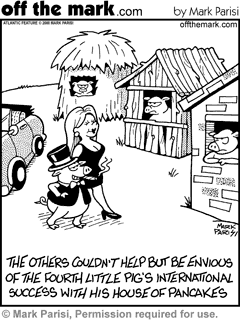 off the mark.com
by Mark Parisi
ATLANTIC FEATURE © 2000 MARK PARISI
offthemark.com
MARK
PARISI
THE OTHERS COULDN'T HELP BUT BE ENVIOUS
OF THE FOURTH LITTLE PIG'S INTERNATIONAL
SUCCESS WITH HIS HOUSE OF PANCAKES
© Mark Parisi, Permission required for use.